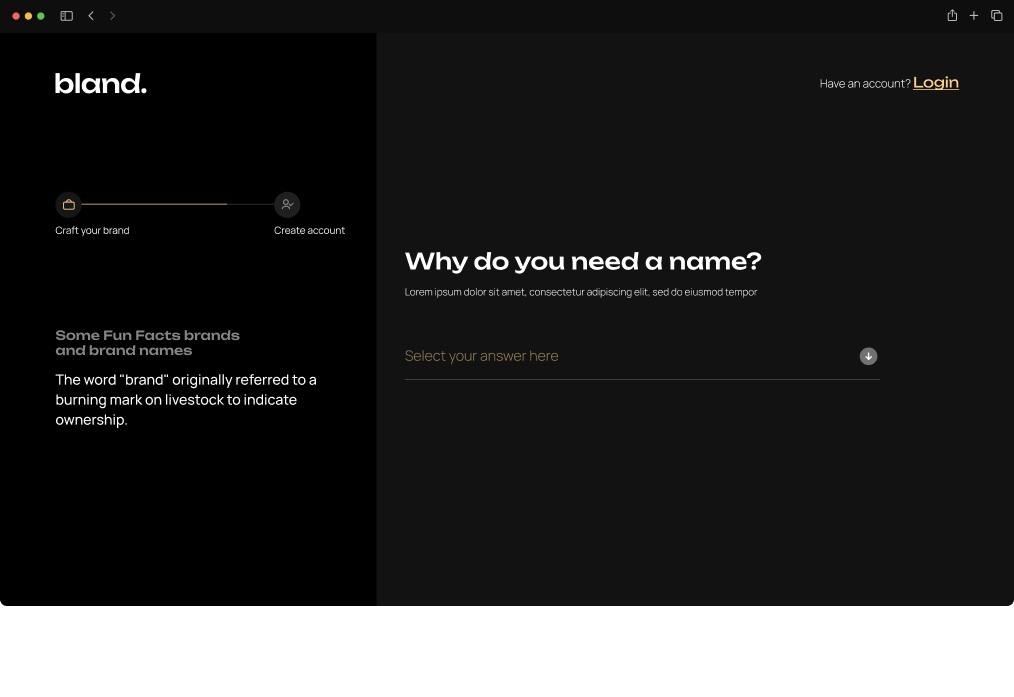 bland.
Have an account? Login
Craft your brand
Create account
Why do you need a name?
Lorem ipsum dolor sit amet, consectetur adipiscing elit, sed do eiusmod tempor
Select your answer here
Some Fun Facts brands
and brand names
The word "brand" originally referred to a
burning mark on livestock to indicate
ownership.